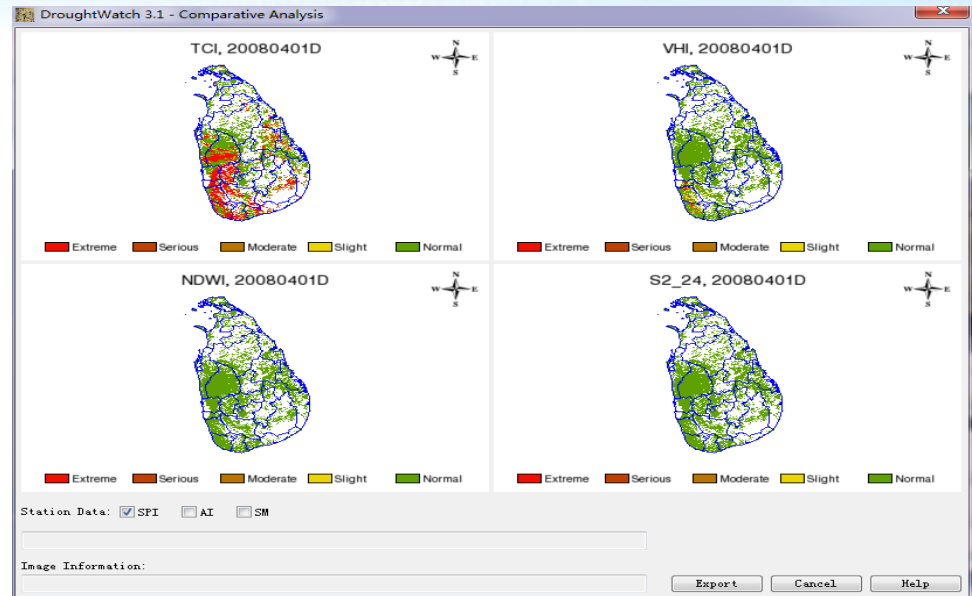 DroughtWatch 3.1 - Comparative Analysis
TCI, 20080401D
N
W E
S
Extreme Serious Moderate Slight Normal
VHI, 20080401D
N
W E
S
Extreme Serious Moderate Slight Normal
NDWI, 20080401D
N
W E
S
Extreme Serious Moderate Slight Normal
S2_24, 20080401D
N
W E
S
Extreme Serious Moderate Slight Normal
Station Data: SPI AI SM
Image Information:
Export Cancel Help